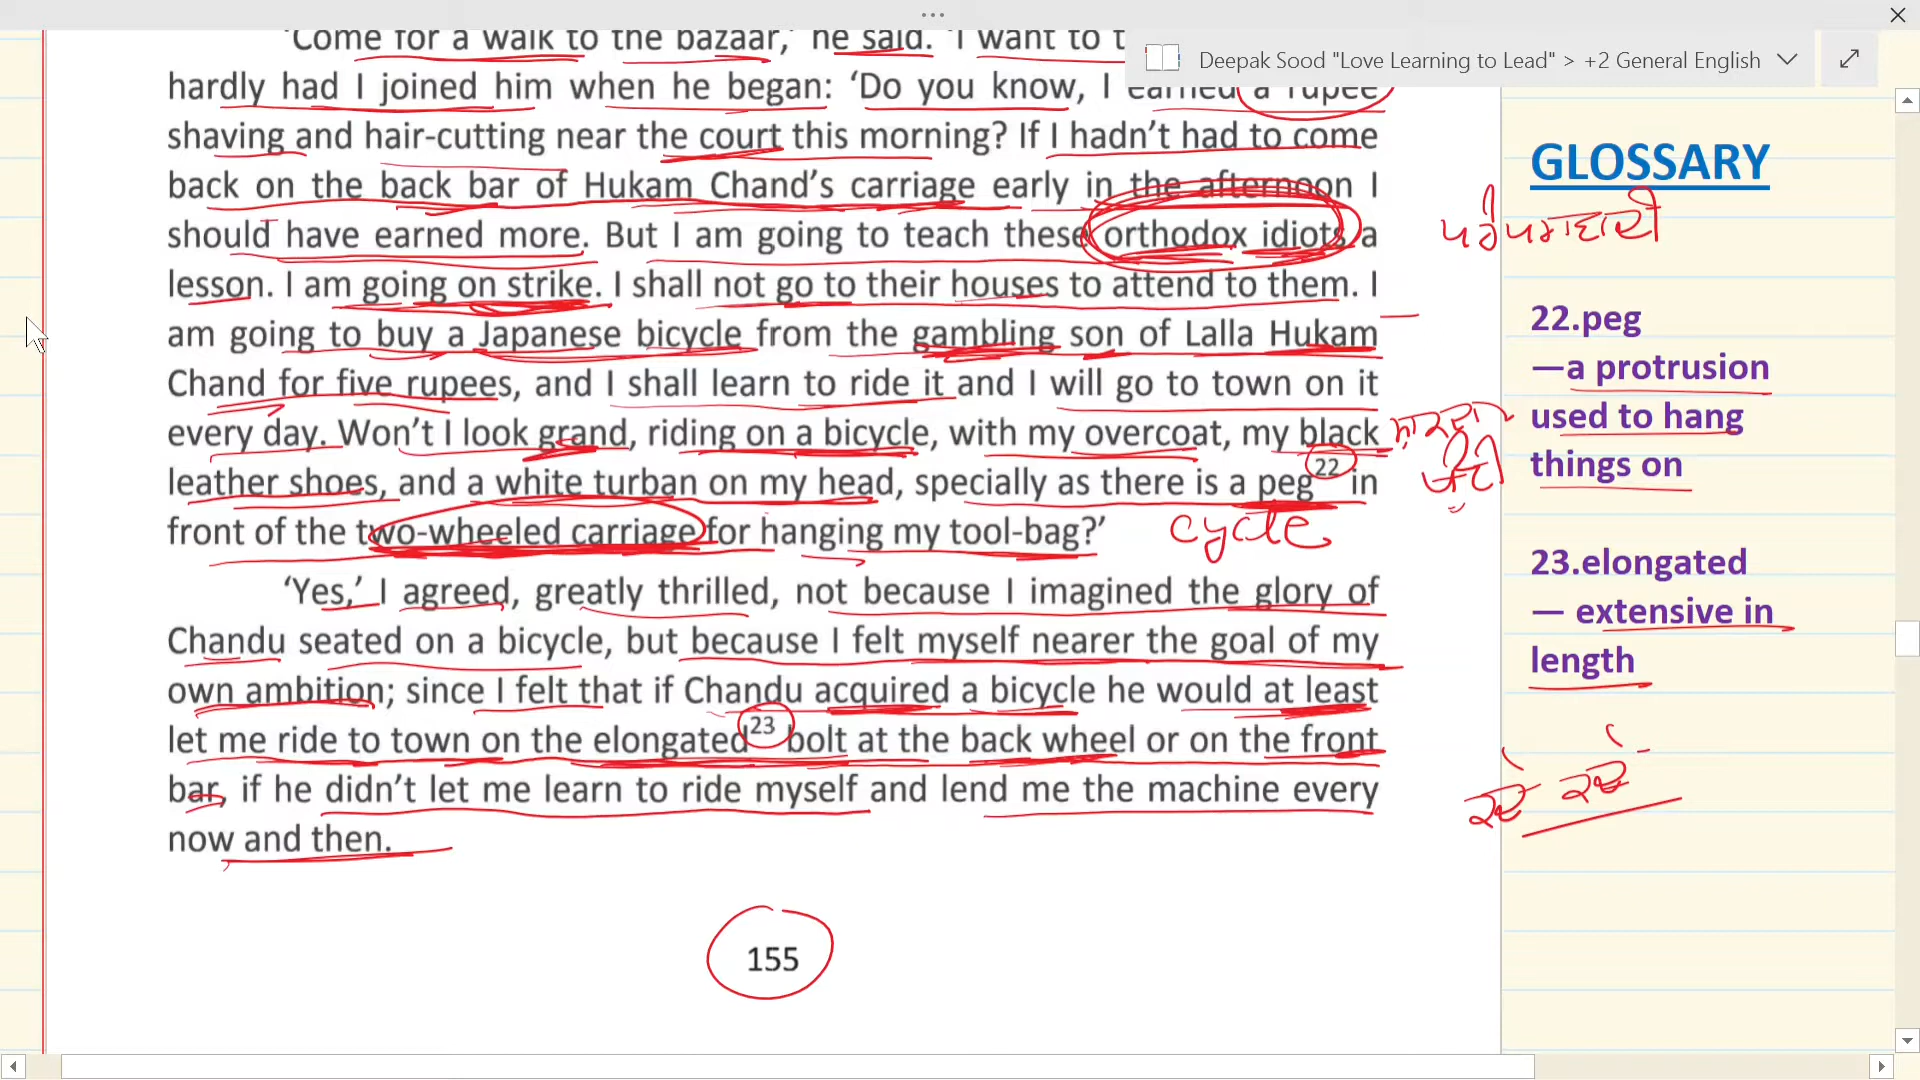 ‘Come for a walk to the bazaar,’ he said. ‘I want to t
Deepak Sood "Love Learning to Lead" > +2 General English
hardly had I joined him when he began: ‘Do you know, I earned a rupee
shaving and hair-cutting near the court this morning? If I hadn’t had to come
back on the back bar of Hukam Chand’s carriage early in the afternoon I
should have earned more. But I am going to teach these orthodox idiots a
lesson. I am going on strike. I shall not go to their houses to attend to them. I
am going to buy a Japanese bicycle from the gambling son of Lalla Hukam
Chand for five rupees, and I shall learn to ride it and I will go to town on it
every day. Won’t I look grand, riding on a bicycle, with my overcoat, my black
leather shoes, and a white turban on my head, specially as there is a peg22 in
front of the two-wheeled carriage for hanging my tool-bag?’
cycle
‘Yes,’ I agreed, greatly thrilled, not because I imagined the glory of
Chandu seated on a bicycle, but because I felt myself nearer the goal of my
own ambition; since I felt that if Chandu acquired a bicycle he would at least
let me ride to town on the elongated23 bolt at the back wheel or on the front
bar, if he didn’t let me learn to ride myself and lend me the machine every
now and then.
155
GLOSSARY
22.peg
—a protrusion
used to hang
things on
23.elongated
— extensive in
length